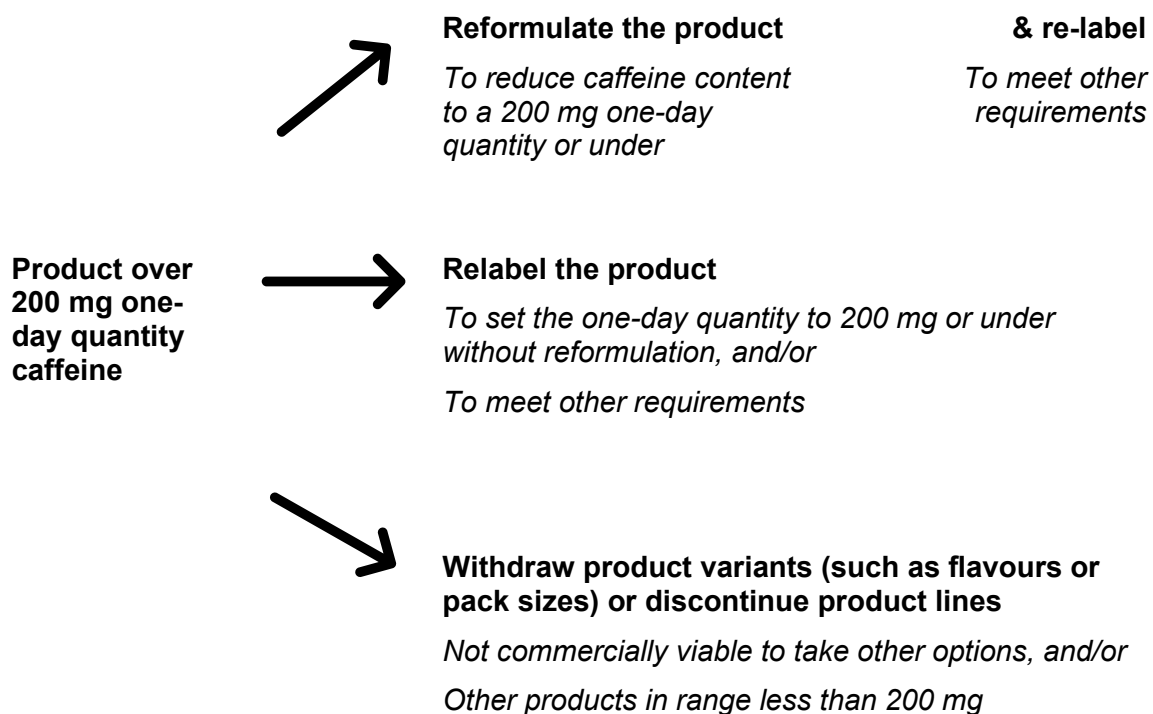 Reformulate the product & re-label
To reduce caffeine content To meet other
to a 200 mg one-day requirements
quantity or under
Product over
200 mg one-
day quantity
caffeine
Relabel the product
To set the one-day quantity to 200 mg or under
without reformulation, and/or
To meet other requirements
Withdraw product variants (such as flavours or
pack sizes) or discontinue product lines
Not commercially viable to take other options, and/or
Other products in range less than 200 mg